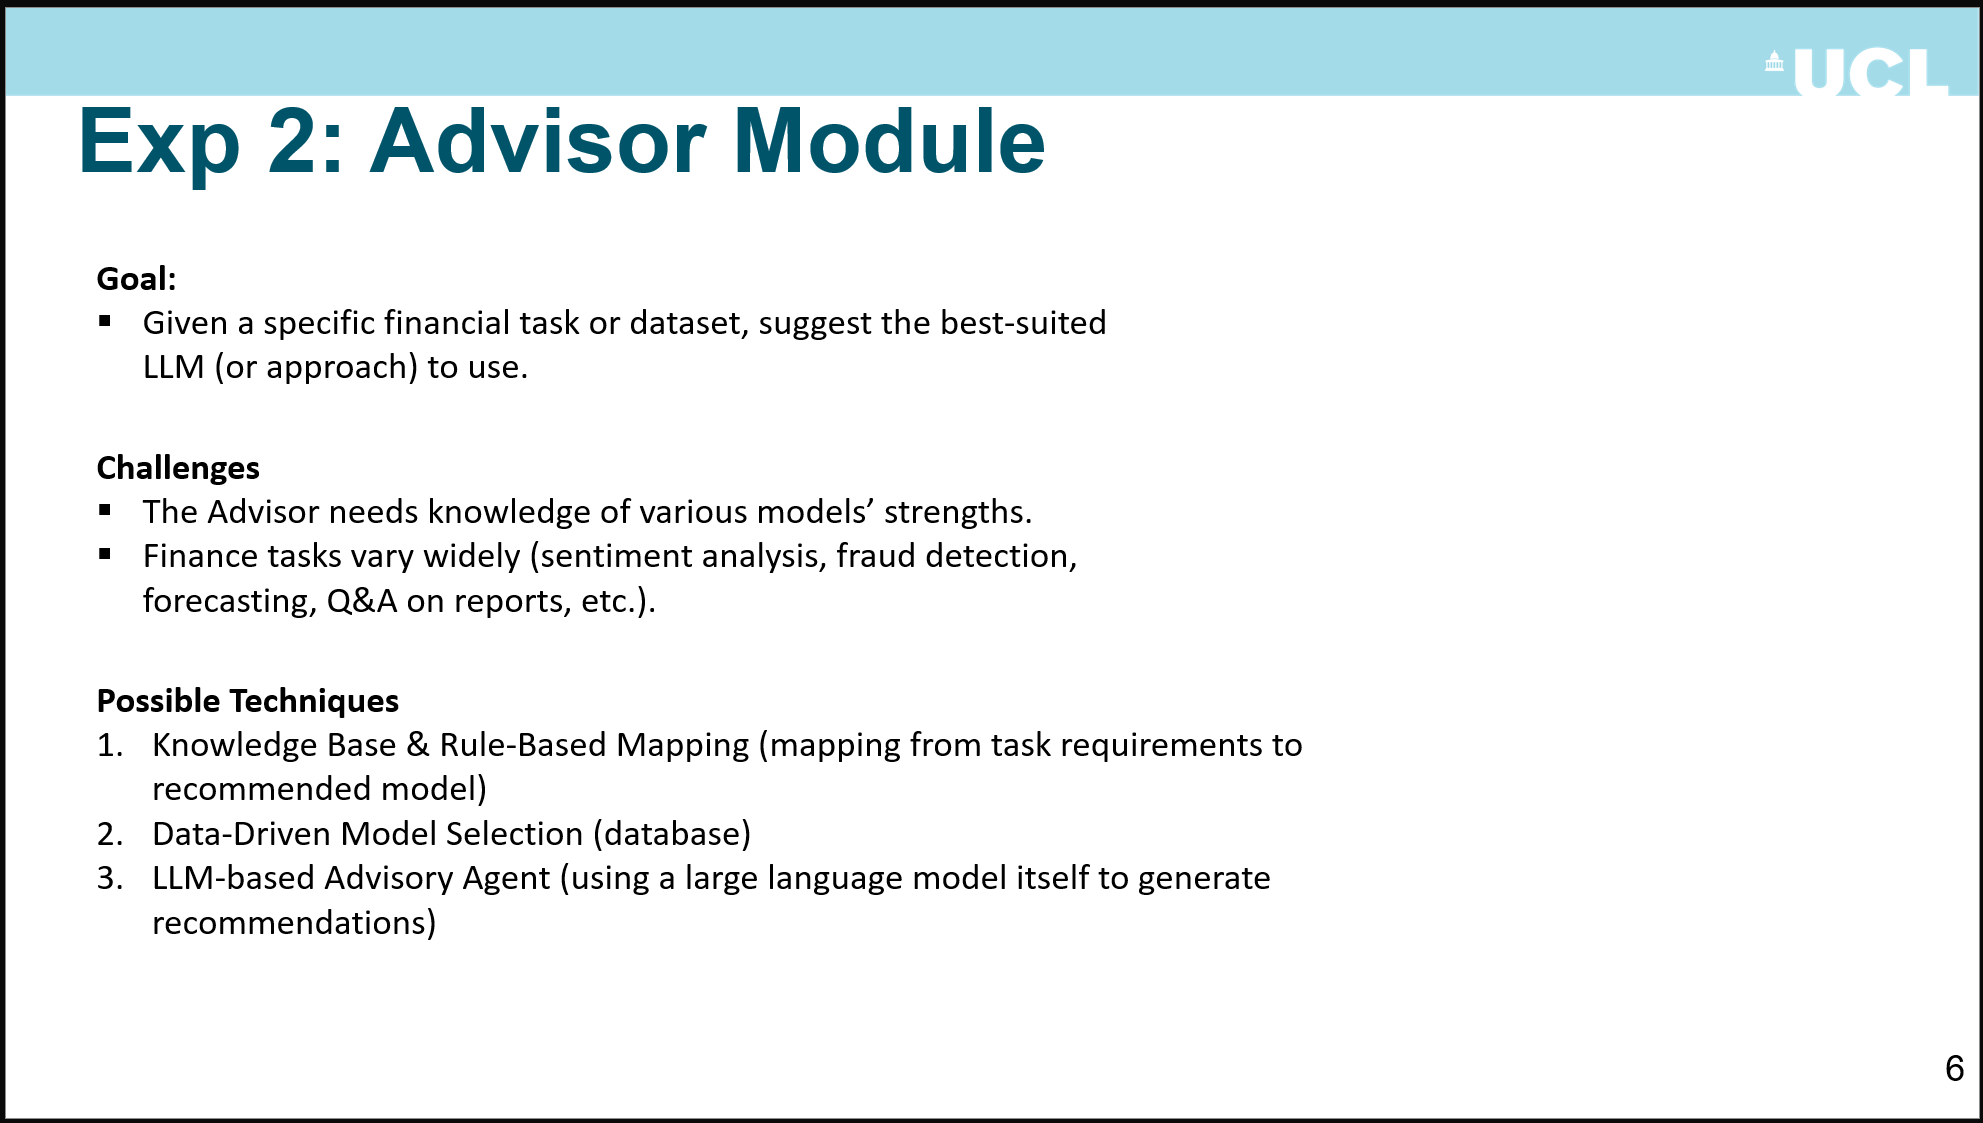 UCL
Exp 2: Advisor Module
Goal:
▪ Given a specific financial task or dataset, suggest the best-suited
LLM (or approach) to use.
Challenges
▪ The Advisor needs knowledge of various models’ strengths.
▪ Finance tasks vary widely (sentiment analysis, fraud detection,
forecasting, Q&A on reports, etc.).
Possible Techniques
1. Knowledge Base & Rule-Based Mapping (mapping from task requirements to
recommended model)
2. Data-Driven Model Selection (database)
3. LLM-based Advisory Agent (using a large language model itself to generate
recommendations)
6